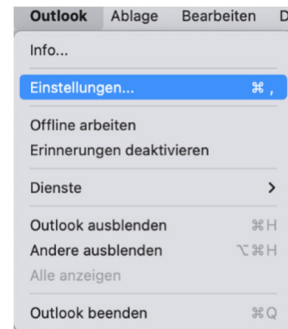 Outlook Ablage Bearbeiten D
Info...
Einstellungen... ⌘ ,
Offline arbeiten
Erinnerungen deaktivieren
Dienste >
Outlook ausblenden ⌘H
Andere ausblenden ⌥⌘H
Alle anzeigen
Outlook beenden ⌘Q